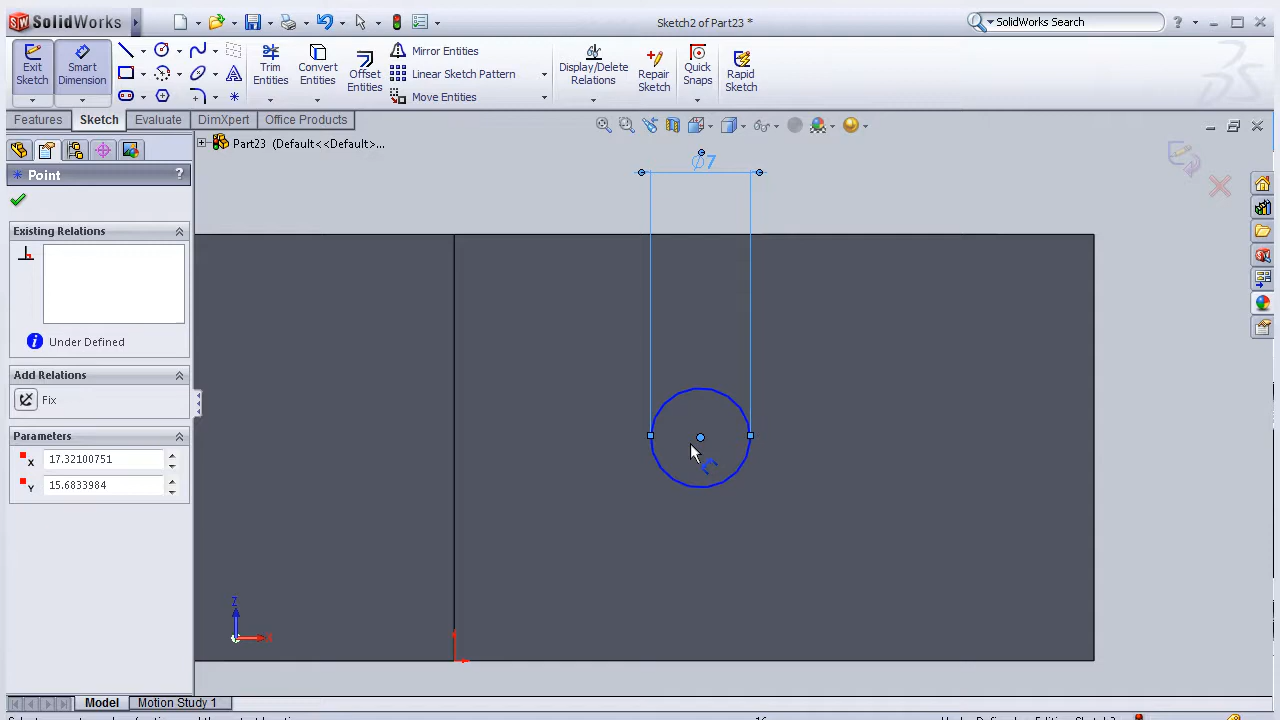 SolidWorks
Sketch2 of Part23 *
SolidWorks Search
?
Exit Sketch
Smart Dimension
Trim Entities
Convert Entities
Offset Entities
Mirror Entities
Linear Sketch Pattern
Move Entities
Display/Delete Relations
Repair Sketch
Quick Snaps
Rapid Sketch
Features
Sketch
Evaluate
DimXpert
Office Products
Part23 (Default<<Default>...
Point
?
Existing Relations
Under Defined
Add Relations
Fix
Parameters
X 17.32100751
Y 15.6833984
∅7
Z
X
Model
Motion Study 1